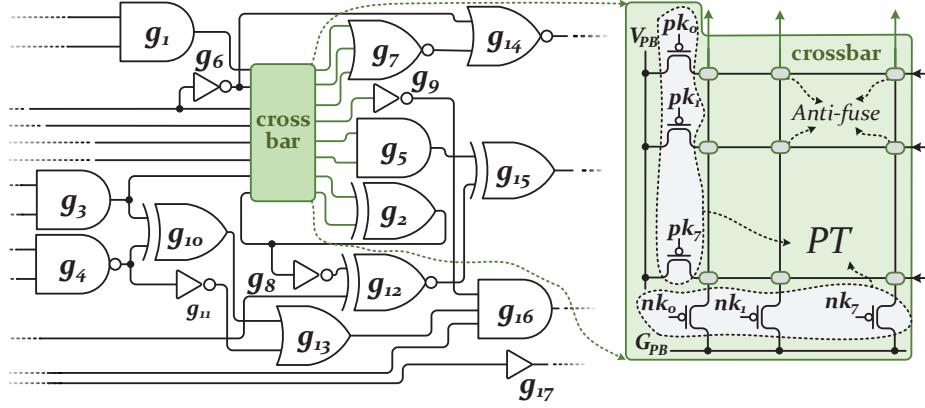 g1
g6
g7
g14
g9
cross
bar
g5
g15
g3
g2
g10
g4
g8
g12
g11
g16
g13
g17
pk0
VPB
crossbar
pk1
Anti-fuse
pk7
PT
nk0
nk1
nk7
GPB